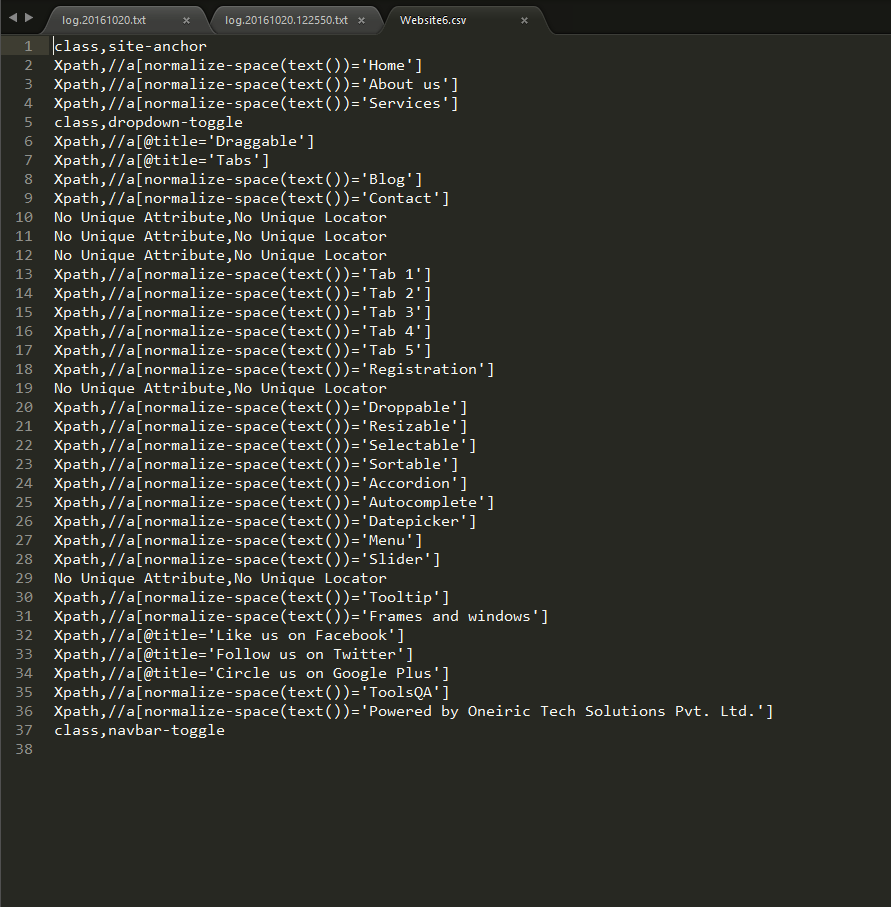 log.20161020.txt × log.20161020.122550.txt × Website6.csv ×
1 class,site-anchor
2 Xpath,//a[normalize-space(text())='Home']
3 Xpath,//a[normalize-space(text())='About us']
4 Xpath,//a[normalize-space(text())='Services']
5 class,dropdown-toggle
6 Xpath,//a[@title='Draggable']
7 Xpath,//a[@title='Tabs']
8 Xpath,//a[normalize-space(text())='Blog']
9 Xpath,//a[normalize-space(text())='Contact']
10 No Unique Attribute,No Unique Locator
11 No Unique Attribute,No Unique Locator
12 No Unique Attribute,No Unique Locator
13 Xpath,//a[normalize-space(text())='Tab 1']
14 Xpath,//a[normalize-space(text())='Tab 2']
15 Xpath,//a[normalize-space(text())='Tab 3']
16 Xpath,//a[normalize-space(text())='Tab 4']
17 Xpath,//a[normalize-space(text())='Tab 5']
18 Xpath,//a[normalize-space(text())='Registration']
19 No Unique Attribute,No Unique Locator
20 Xpath,//a[normalize-space(text())='Droppable']
21 Xpath,//a[normalize-space(text())='Resizable']
22 Xpath,//a[normalize-space(text())='Selectable']
23 Xpath,//a[normalize-space(text())='Sortable']
24 Xpath,//a[normalize-space(text())='Accordion']
25 Xpath,//a[normalize-space(text())='Autocomplete']
26 Xpath,//a[normalize-space(text())='Datepicker']
27 Xpath,//a[normalize-space(text())='Menu']
28 Xpath,//a[normalize-space(text())='Slider']
29 No Unique Attribute,No Unique Locator
30 Xpath,//a[normalize-space(text())='Tooltip']
31 Xpath,//a[normalize-space(text())='Frames and windows']
32 Xpath,//a[@title='Like us on Facebook']
33 Xpath,//a[@title='Follow us on Twitter']
34 Xpath,//a[@title='Circle us on Google Plus']
35 Xpath,//a[normalize-space(text())='ToolsQA']
36 Xpath,//a[normalize-space(text())='Powered by Oneiric Tech Solutions Pvt. Ltd.']
37 class,navbar-toggle
38